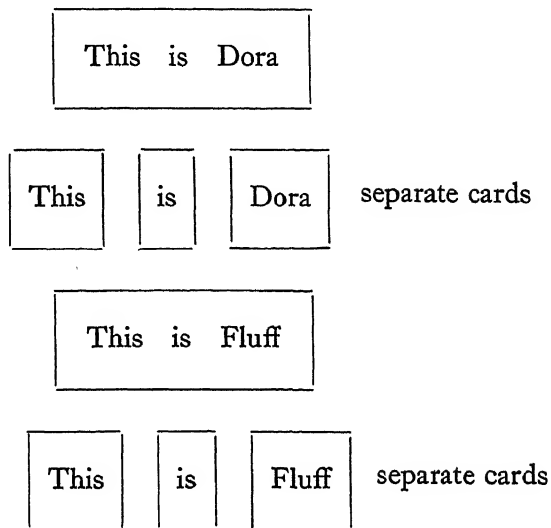 This is Dora
This is Dora separate cards
This is Fluff
This is Fluff separate cards